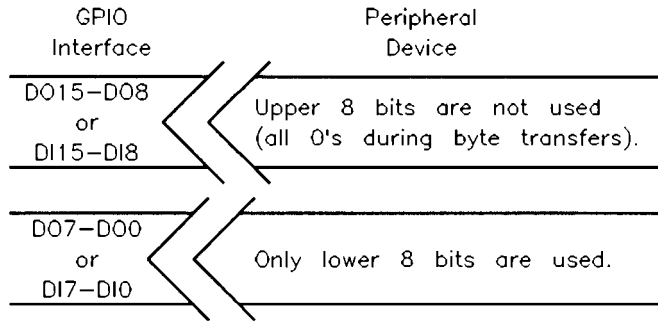 GPIO
Interface
Peripheral
Device
DO15–DO8
or
DI15–DI8
Upper 8 bits are not used
(all 0's during byte transfers).
DO7–DO0
or
DI7–DI0
Only lower 8 bits are used.